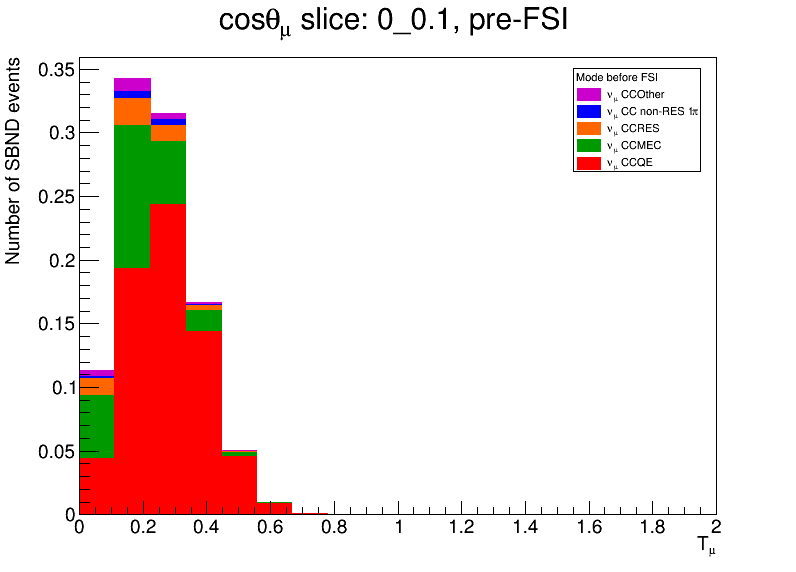 cosθμ slice: 0_0.1, pre-FSI
Number of SBND events
0.35
0.3
0.25
0.2
0.15
0.1
0.05
0
Mode before FSI
νμ CCOther
νμ CC non-RES 1π
νμ CCRES
νμ CCMEC
νμ CCQE
0 0.2 0.4 0.6 0.8 1 1.2 1.4 1.6 1.8 2
Tμ